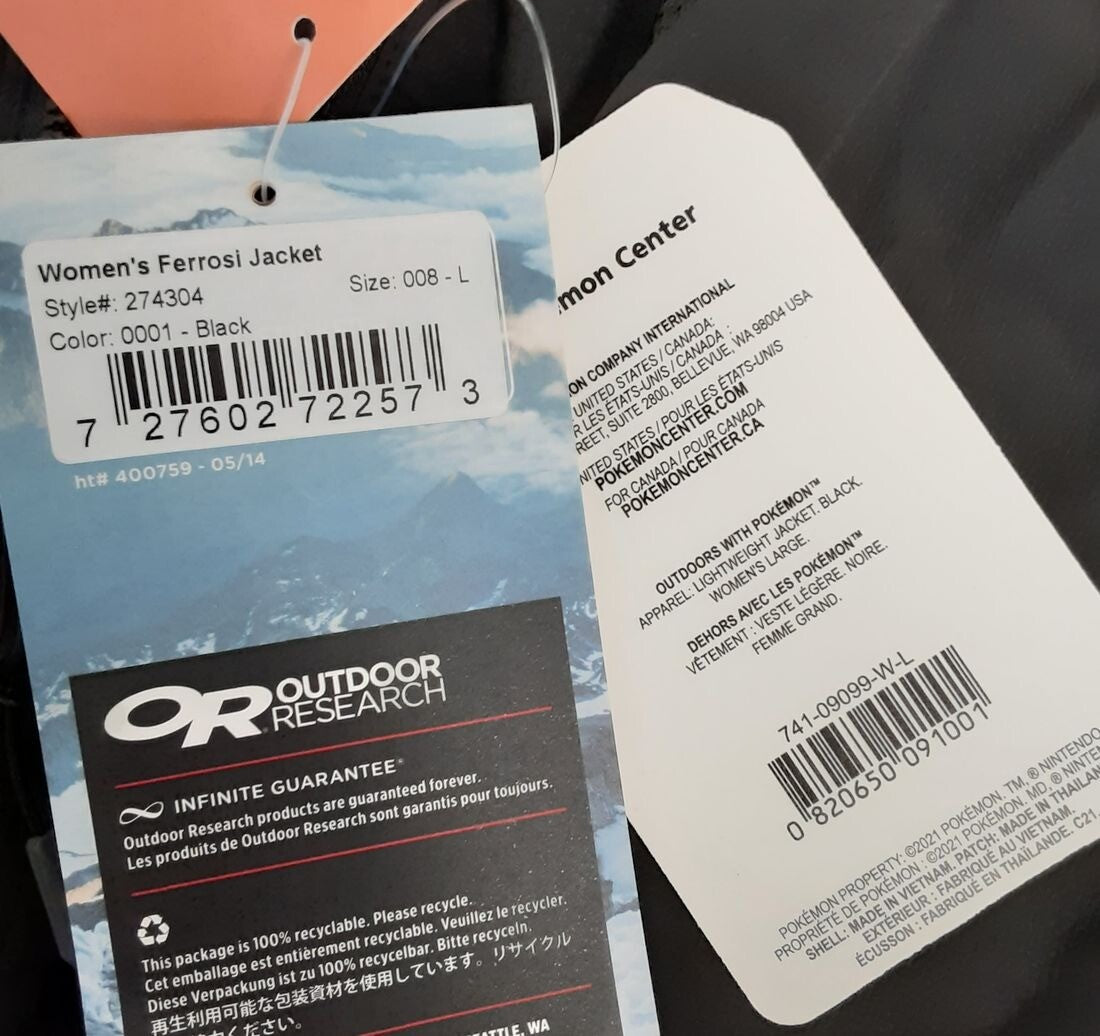 Women's Ferrosi Jacket
Style#: 274304
Size: 008 - L
Color: 0001 - Black
7 27602 72257 3
ht# 400759 - 05/14
OR OUTDOOR
RESEARCH
INFINITE GUARANTEE®
Outdoor Research products are guaranteed forever.
Les produits de Outdoor Research sont garantis pour toujours.
This package is 100% recyclable. Please recycle.
Cet emballage est entièrement recyclable. Veuillez le recycler.
Diese Verpackung ist zu 100% recycelbar. Bitte recyceln.
再生利用可能な包装資材を使用しています。リサイクル
ください。
WA
mon Center
ON COMPANY INTERNATIONAL
UNITED STATES / CANADA:
R LES ÉTATS-UNIS / CANADA :
REET, SUITE 2800, BELLEVUE, WA 98004 USA
NITED STATES / POUR LES ÉTATS-UNIS
POKEMONCENTER.COM
FOR CANADA / POUR CANADA
POKEMONCENTER.CA
OUTDOORS WITH POKÉMON™
APPAREL: LIGHTWEIGHT JACKET. BLACK.
WOMEN'S LARGE.
DEHORS AVEC LES POKÉMON™
VÊTEMENT : VESTE LÉGÈRE. NOIRE.
FEMME GRAND.
741-09099-W-L
0 820650 091001
POKÉMON PROPERTY: ©2021 POKÉMON. TM, ® NINTENDO
PROPRIÉTÉ DE POKÉMON : ©2021 POKÉMON. MD, ® NINTEN
SHELL: MADE IN VIETNAM. PATCH: MADE IN THAILAN
EXTÉRIEUR : FABRIQUÉ AU VIETNAM.
ÉCUSSON : FABRIQUÉ EN THAÏLANDE. C21.